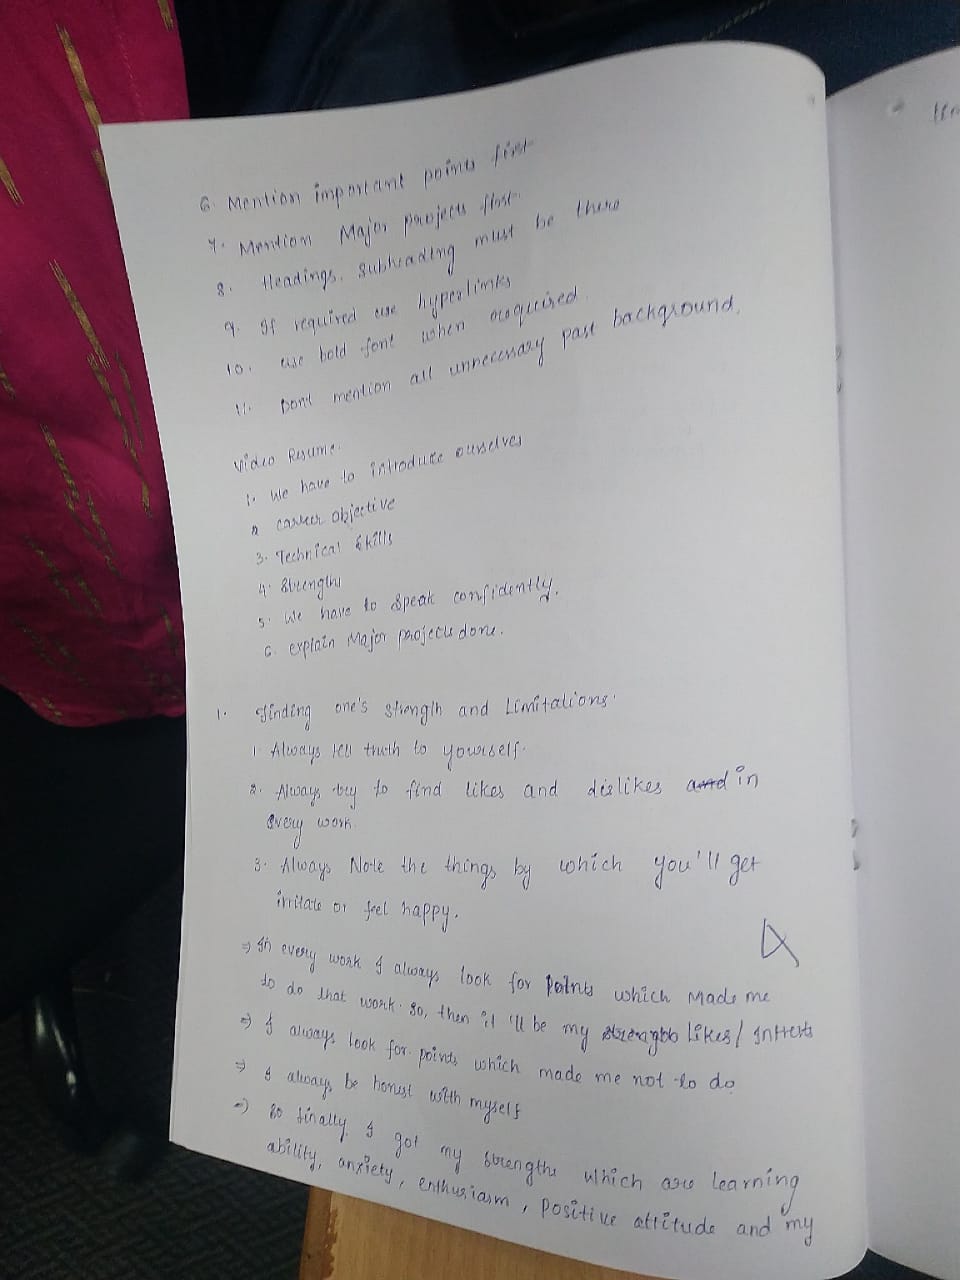 6. Mention important points first
7. Mention Major projects first.
8. Headings, Subheading must be there
9. If required use hyperlinks
10. use bold font when required.
11. Dont mention all unnecessary past background.
Video Resume.
1. We have to introduce ourselves
2 career objective
3. Technical skills
4. Strengths
5. We have to speak confidently.
6. explain Major projects done.
1. Finding one's strength and Limitations.
1 Always tell truth to yourself.
2. Always try to find likes and dislikes and in
every work.
3. Always Note the things by which you'll get
irritate or feel happy.
⇒ In every work I always look for points which Made me
to do that work. So, then it 'll be my strengths Likes/ Intrests
⇒ I always look for points which made me not to do
⇒ I always be honest with myself
⇒ so finally I got my strengths which are learning
ability, anxiety, enthusiasm, positive attitude and my